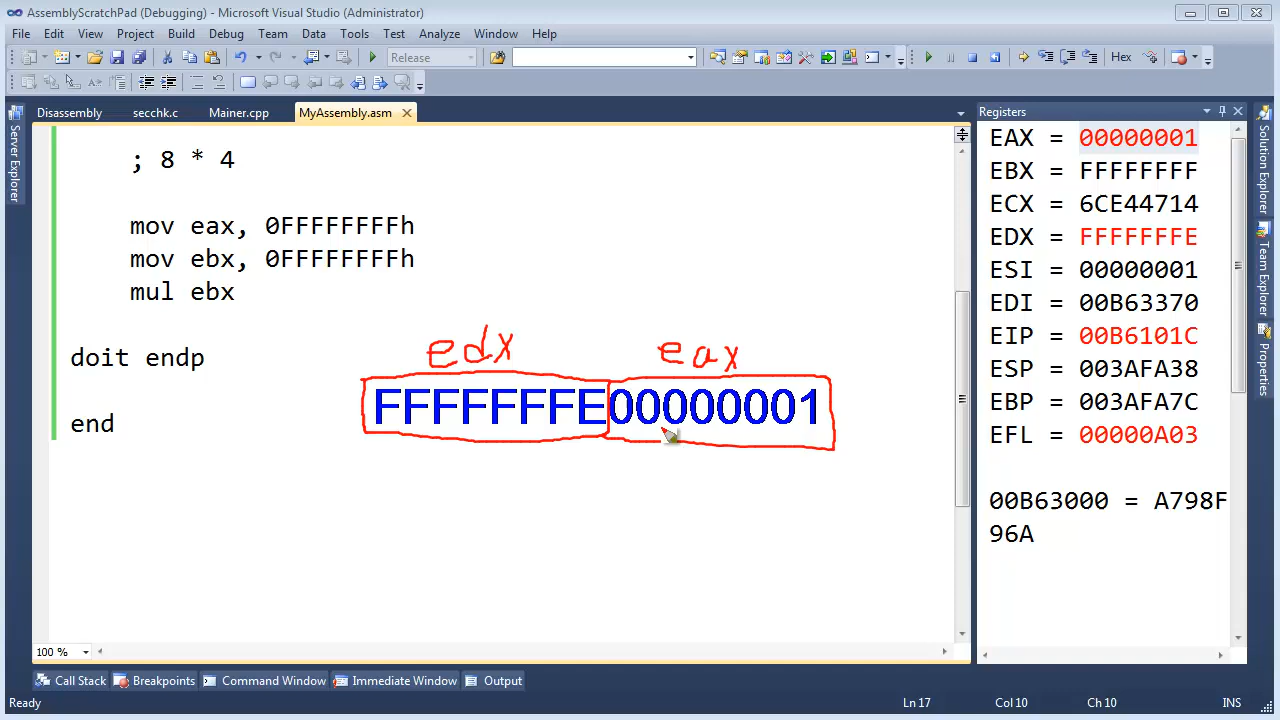 AssemblyScratchPad (Debugging) - Microsoft Visual Studio (Administrator)
File Edit View Project Build Debug Team Data Tools Test Analyze Window Help
Release Hex
Disassembly secchk.c Mainer.cpp MyAssembly.asm
Registers
Server Explorer
Solution Explorer
Team Explorer
Properties
; 8 * 4
mov eax, 0FFFFFFFFh
mov ebx, 0FFFFFFFFh
mul ebx
doit endp
end
edx eax
FFFFFFFE00000001
EAX = 00000001
EBX = FFFFFFFF
ECX = 6CE44714
EDX = FFFFFFFE
ESI = 00000001
EDI = 00B63370
EIP = 00B6101C
ESP = 003AFA38
EBP = 003AFA7C
EFL = 00000A03
00B63000 = A798F
96A
100 %
Call Stack Breakpoints Command Window Immediate Window Output
Ready Ln 17 Col 10 Ch 10 INS